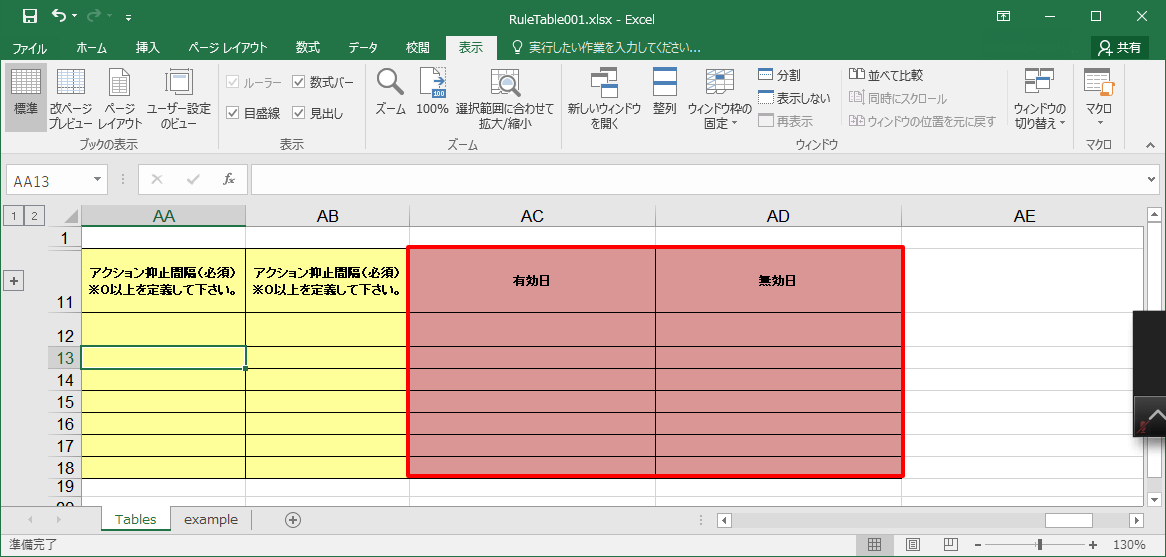 RuleTable001.xlsx - Excel
ファイル ホーム 挿入 ページ レイアウト 数式 データ 校閲 表示 実行したい作業を入力してください... 共有
標準
改ページ
プレビュー
ページ
レイアウト
ユーザー設定
のビュー
ブックの表示
ルーラー 数式バー
目盛線 見出し
表示
ズーム
100
100%
選択範囲に合わせて
拡大/縮小
ズーム
新しいウィンドウ
を開く
整列
ウィンドウ枠の
固定
分割
表示しない
再表示
並べて比較
同時にスクロール
ウィンドウの位置を元に戻す
ウィンドウ
ウィンドウの
切り替え
マクロ
マクロ
AA13 fx
1 2 AA AB AC AD AE
1
11 アクション抑止間隔(必須)
※0以上を定義して下さい。
アクション抑止間隔(必須)
※0以上を定義して下さい。
有効日 無効日
12
13
14
15
16
17
18
19
Tables example
準備完了 130%